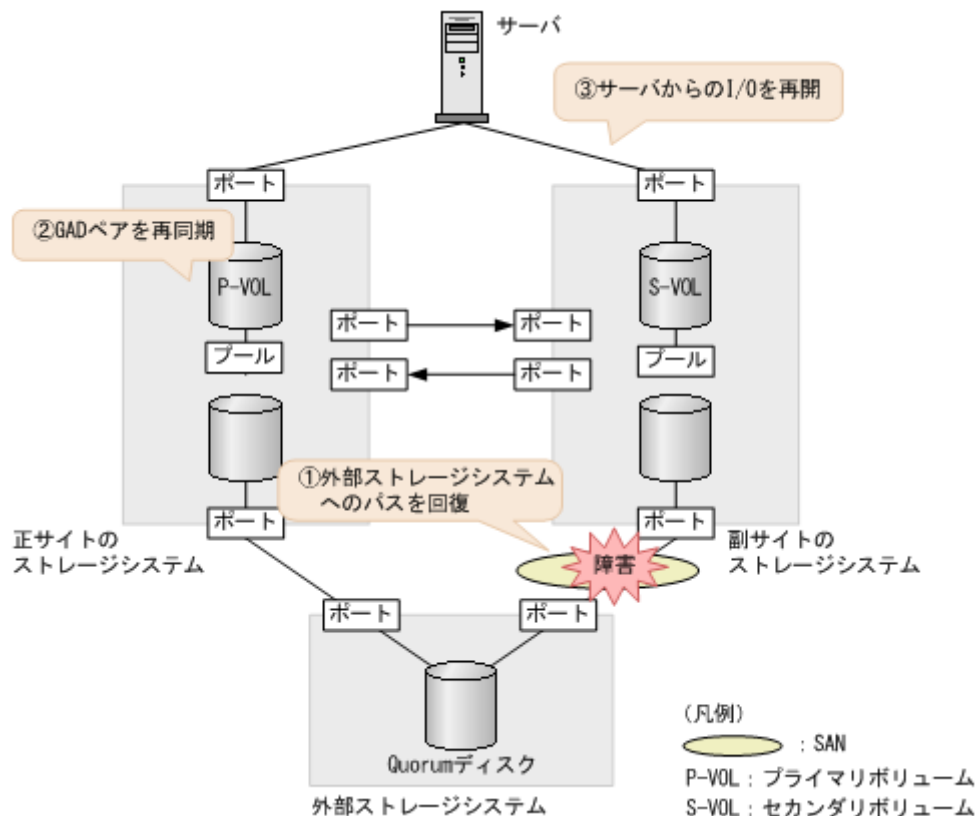 サーバ
③サーバからのI/Oを再開
ポート
ポート
②GADペアを再同期
P-VOL
S-VOL
ポート
ポート
プール
プール
ポート
ポート
①外部ストレージシステム
へのパスを回復
ポート
ポート
正サイトの
ストレージシステム
障害
副サイトの
ストレージシステム
ポート
ポート
Quorumディスク
外部ストレージシステム
(凡例)
:SAN
P-VOL:プライマリボリューム
S-VOL:セカンダリボリューム